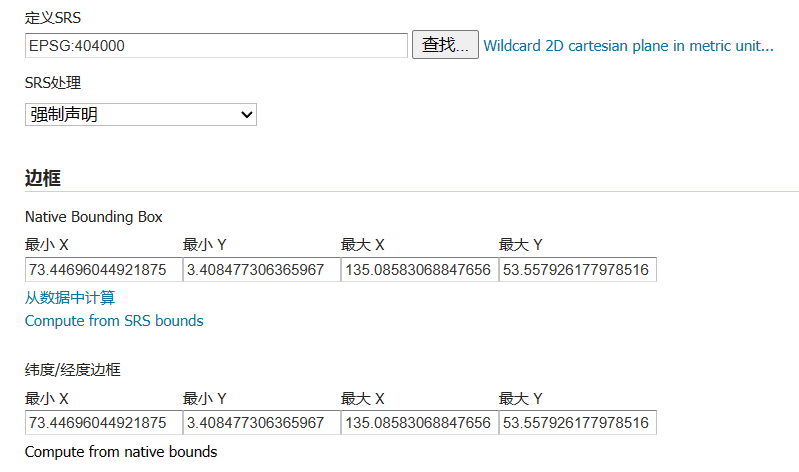 定义SRS
EPSG:404000 查找... Wildcard 2D cartesian plane in metric unit...
SRS处理
强制声明
边框
Native Bounding Box
最小 X 最小 Y 最大 X 最大 Y
73.44696044921875 3.408477306365967 135.08583068847656 53.557926177978516
从数据中计算
Compute from SRS bounds
纬度/经度边框
最小 X 最小 Y 最大 X 最大 Y
73.44696044921875 3.408477306365967 135.08583068847656 53.557926177978516
Compute from native bounds